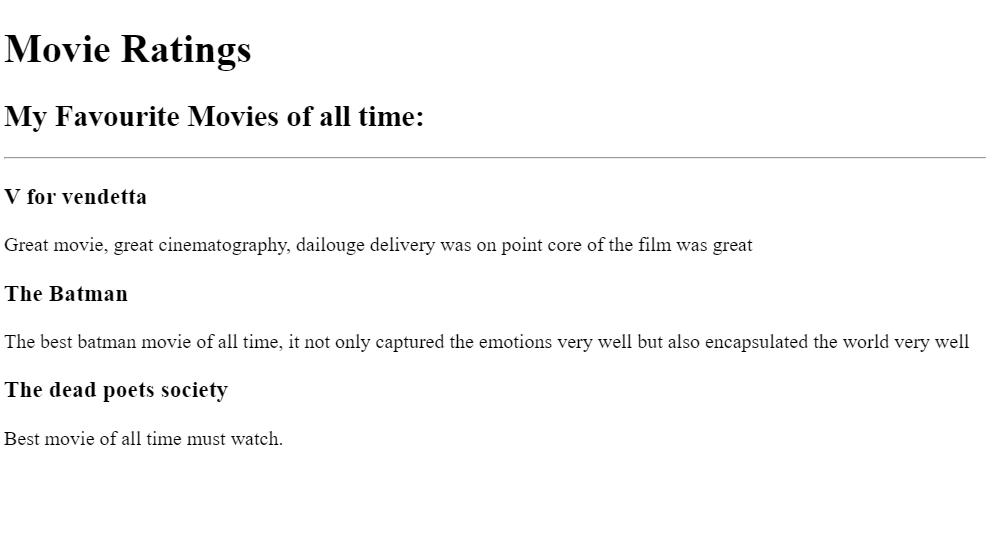 Movie Ratings
My Favourite Movies of all time:
V for vendetta
Great movie, great cinematography, dailouge delivery was on point core of the film was great
The Batman
The best batman movie of all time, it not only captured the emotions very well but also encapsulated the world very well
The dead poets society
Best movie of all time must watch.